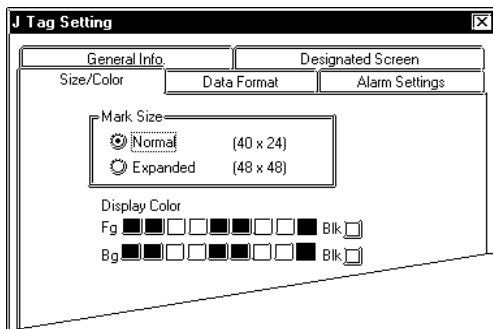 J Tag Setting
General Info.
Designated Screen
Size/Color
Data Format
Alarm Settings
Mark Size
Normal (40 x 24)
Expanded (48 x 48)
Display Color
Fg Blk
Bg Blk